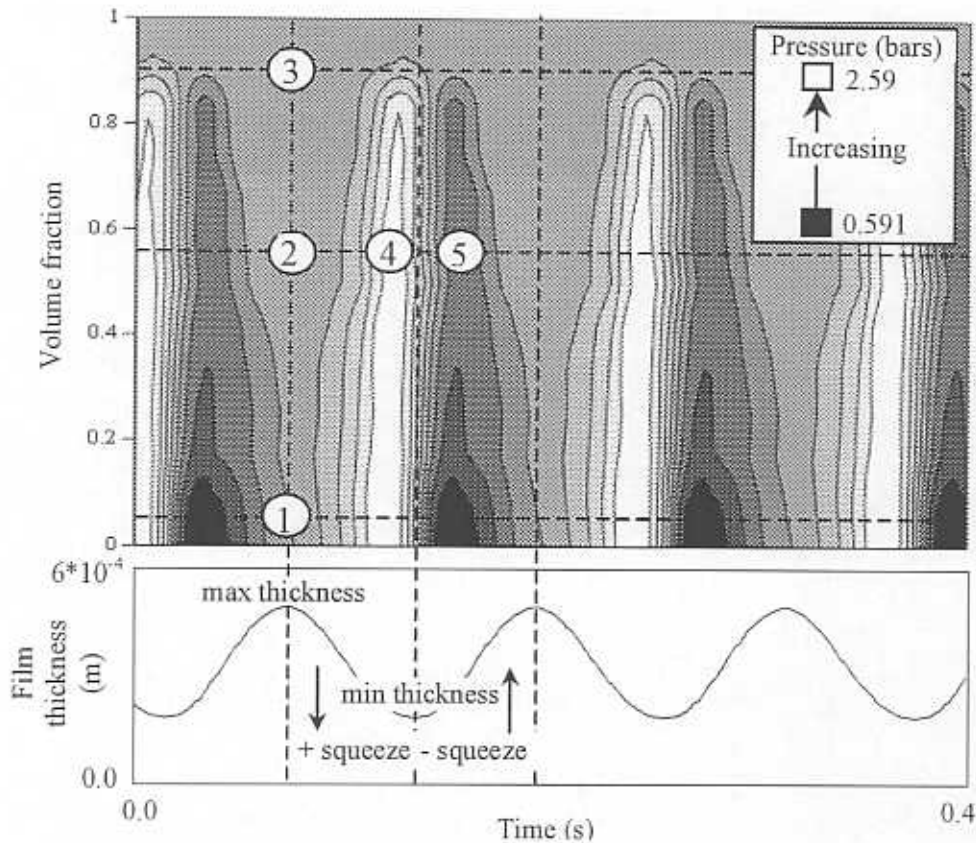 1
0.8
0.6
0.4
0.2
0
Volume fraction
Pressure (bars)
2.59
Increasing
0.591
3
2
4
5
1
6*10-4
Film
thickness
(m)
0.0
max thickness
min thickness
+ squeeze - squeeze
0.0
0.4
Time (s)